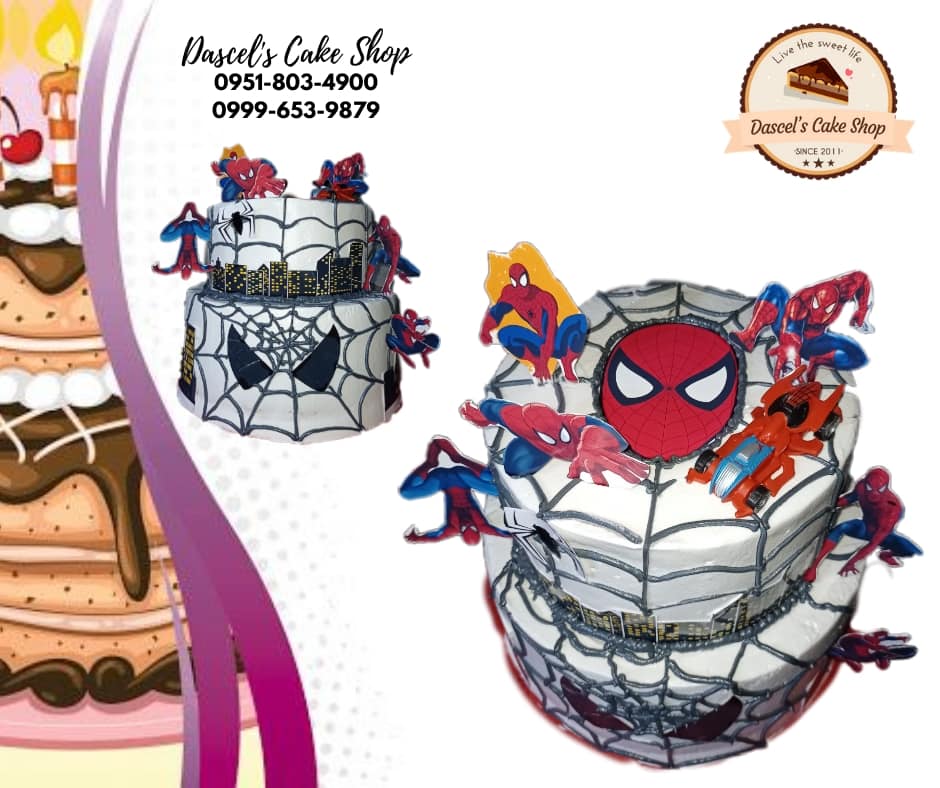 Dascel's Cake Shop
0951-803-4900
0999-653-9879
Live the sweet life
Dascel's Cake Shop
·SINCE 2011·